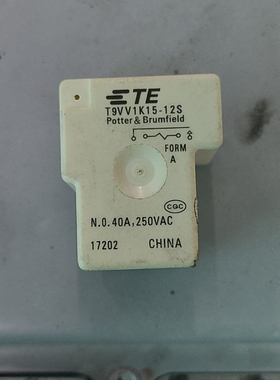 TE
T9VV1K15-12S
Potter & Brumfield
FORM
A
N.O.40A,250VAC
CQC
17202 CHINA